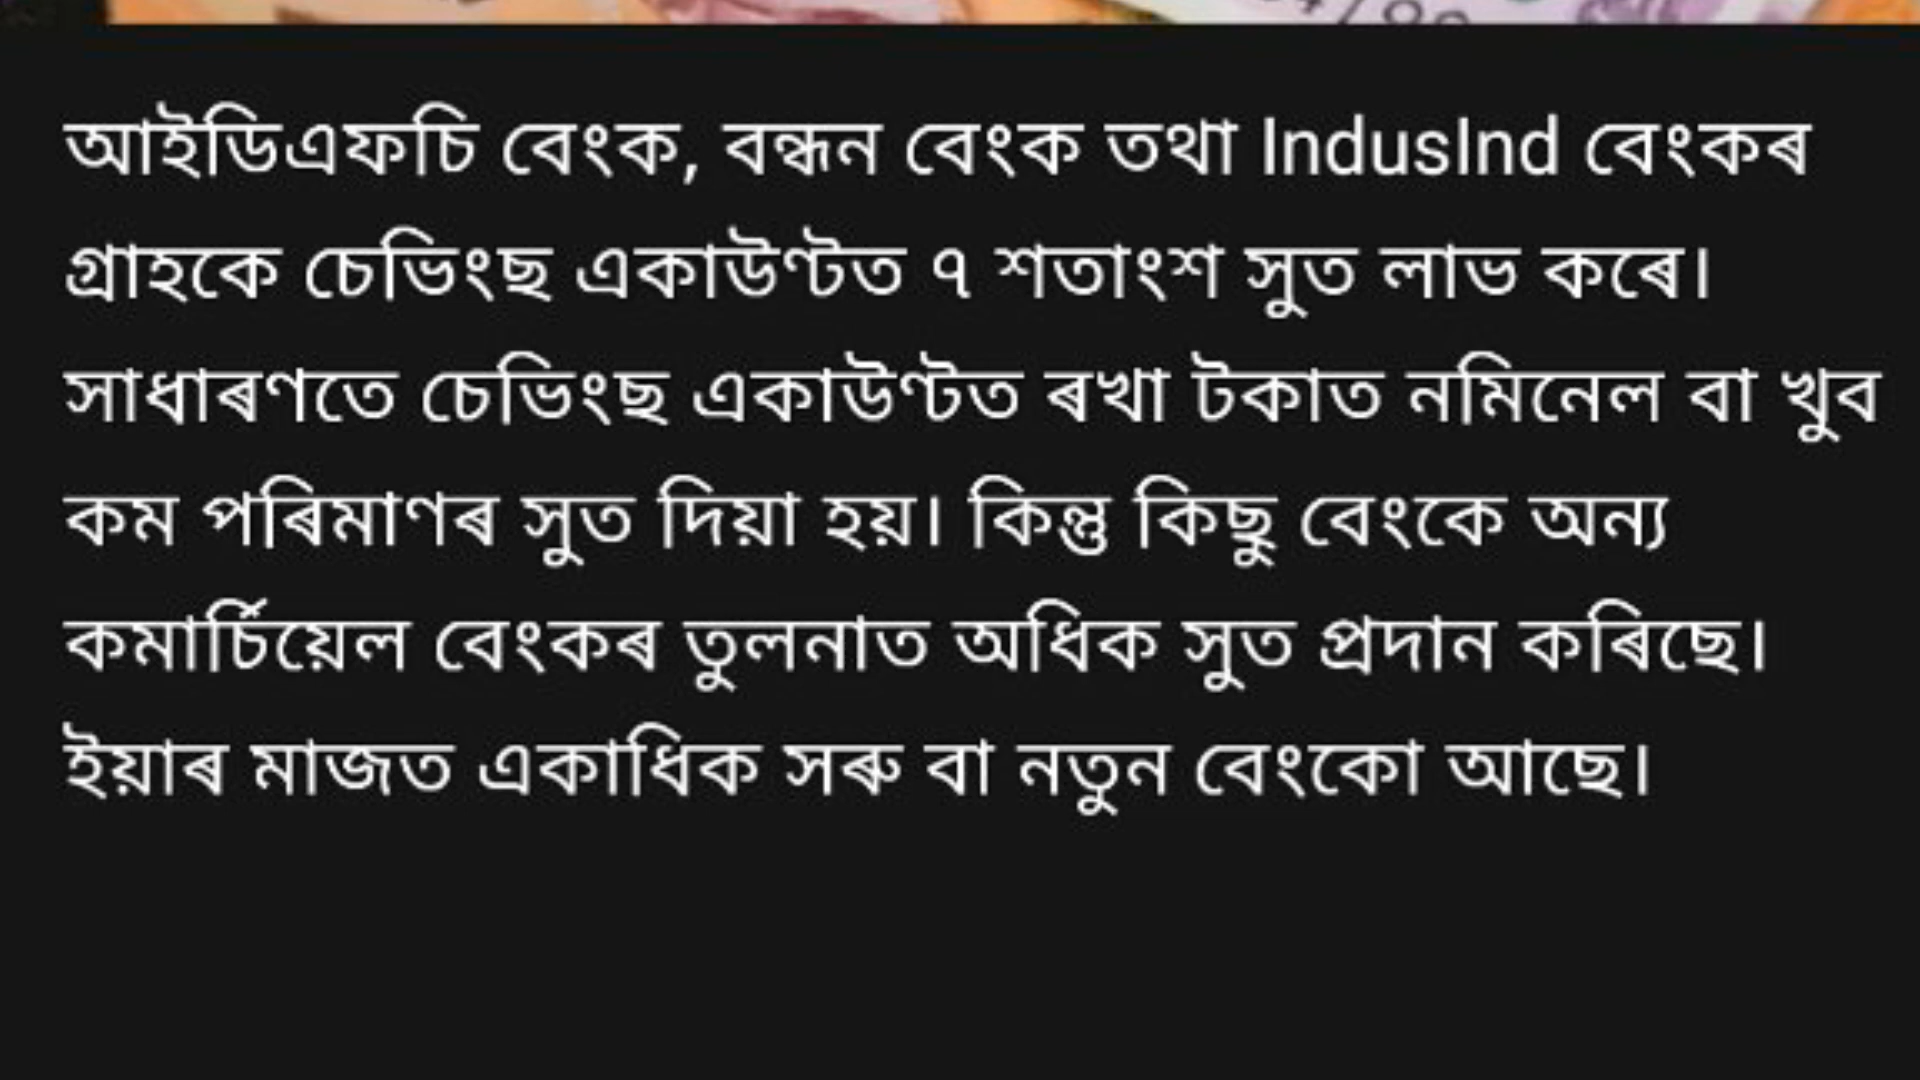 আইডিএফচি বেংক, বন্ধন বেংক তথা IndusInd বেংকৰ
গ্ৰাহকে চেভিংছ একাউণ্টত ৭ শতাংশ সুত লাভ কৰে।
সাধাৰণতে চেভিংছ একাউণ্টত ৰখা টকাত নমিনেল বা খুব
কম পৰিমাণৰ সুত দিয়া হয়। কিন্তু কিছু বেংকে অন্য
কমাৰ্চিয়েল বেংকৰ তুলনাত অধিক সুত প্ৰদান কৰিছে।
ইয়াৰ মাজত একাধিক সৰু বা নতুন বেংকো আছে।